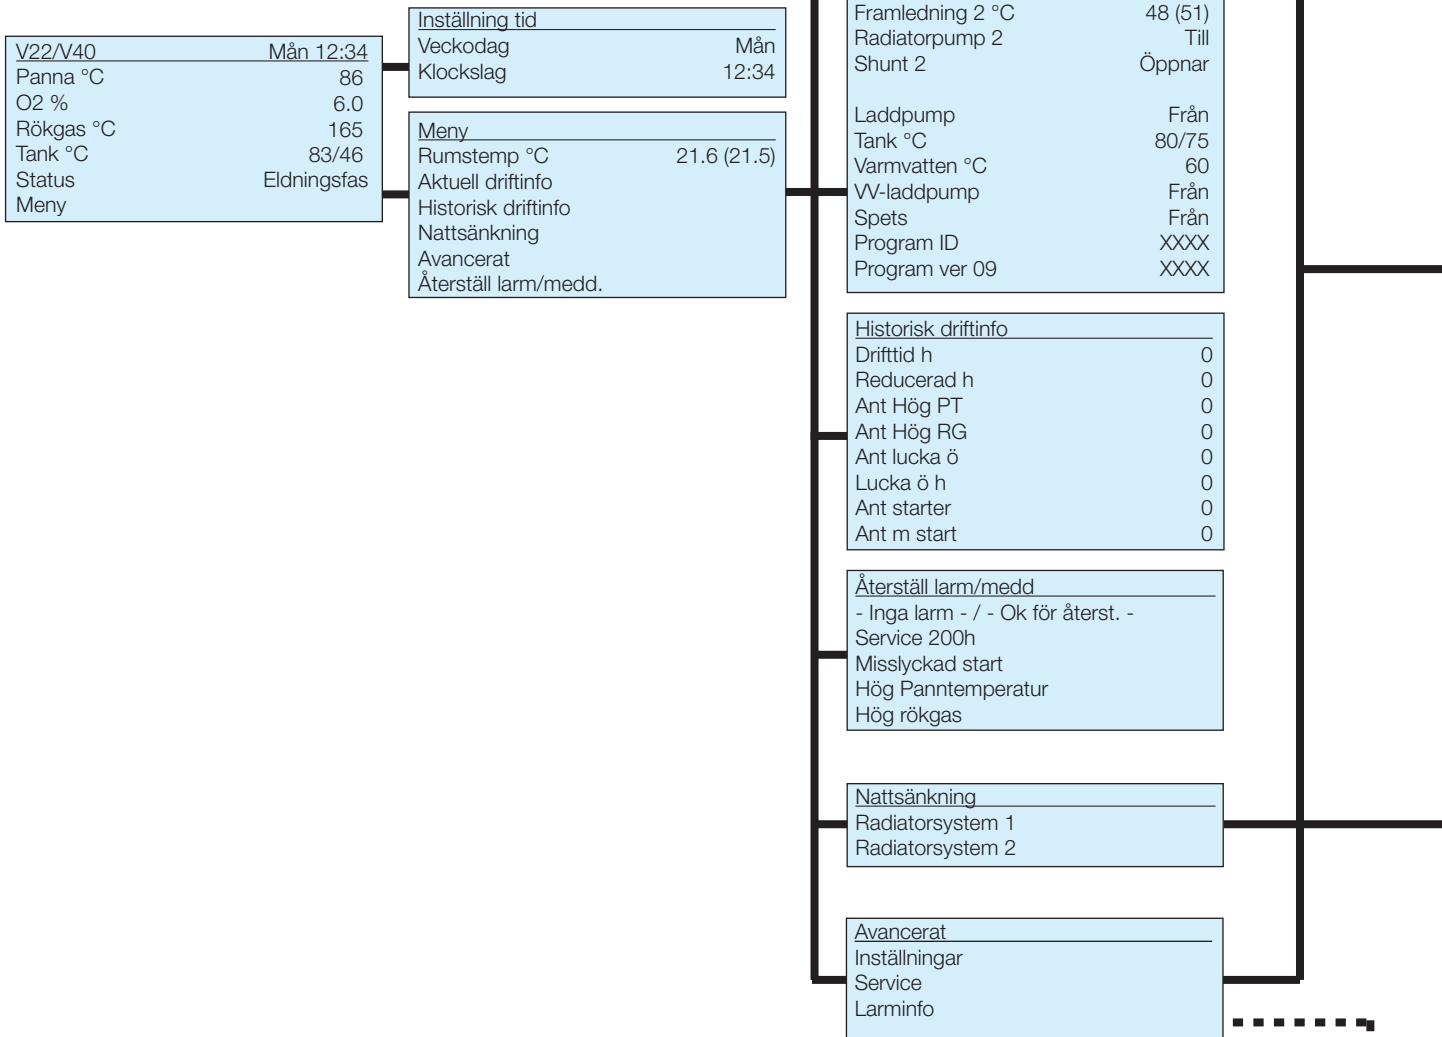 V22/V40 Mån 12:34
Panna °C 86
O2 % 6.0
Rökgas °C 165
Tank °C 83/46
Status Eldningsfas
Meny
Inställning tid
Veckodag Mån
Klockslag 12:34
Meny
Rumstemp °C 21.6 (21.5)
Aktuell driftinfo
Historisk driftinfo
Nattsänkning
Avancerat
Återställ larm/medd.
Framledning 2 °C 48 (51)
Radiatorpump 2 Till
Shunt 2 Öppnar
Laddpump Från
Tank °C 80/75
Varmvatten °C 60
VV-laddpump Från
Spets Från
Program ID XXXX
Program ver 09 XXXX
Historisk driftinfo
Drifttid h 0
Reducerad h 0
Ant Hög PT 0
Ant Hög RG 0
Ant lucka ö 0
Lucka ö h 0
Ant starter 0
Ant m start 0
Återställ larm/medd
- Inga larm - / - Ok för återst. -
Service 200h
Misslyckad start
Hög Panntemperatur
Hög rökgas
Nattsänkning
Radiatorsystem 1
Radiatorsystem 2
Avancerat
Inställningar
Service
Larminfo